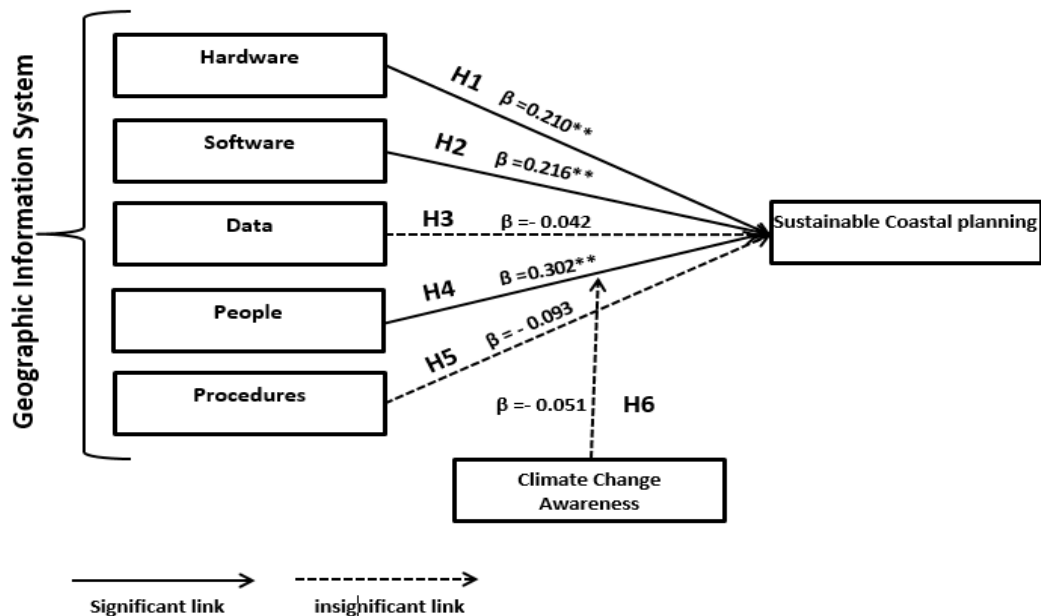 Geographic Information System
Hardware
Software
Data
People
Procedures
H1 β =0.210**
H2 β =0.216**
H3 β =- 0.042
H4 β =0.302**
H5 β = - 0.093
β =- 0.051 H6
Sustainable Coastal planning
Climate Change
Awareness
Significant link
insignificant link